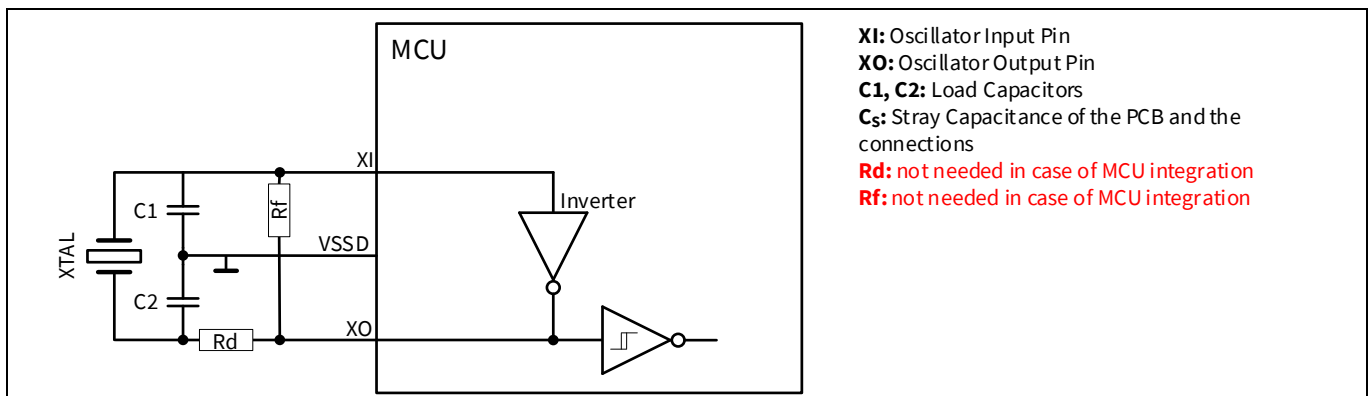 MCU
XI
Rf
Inverter
C1
VSSD
XTAL
C2
XO
Rd
XI: Oscillator Input Pin
XO: Oscillator Output Pin
C1, C2: Load Capacitors
Cs: Stray Capacitance of the PCB and the
connections
Rd: not needed in case of MCU integration
Rf: not needed in case of MCU integration